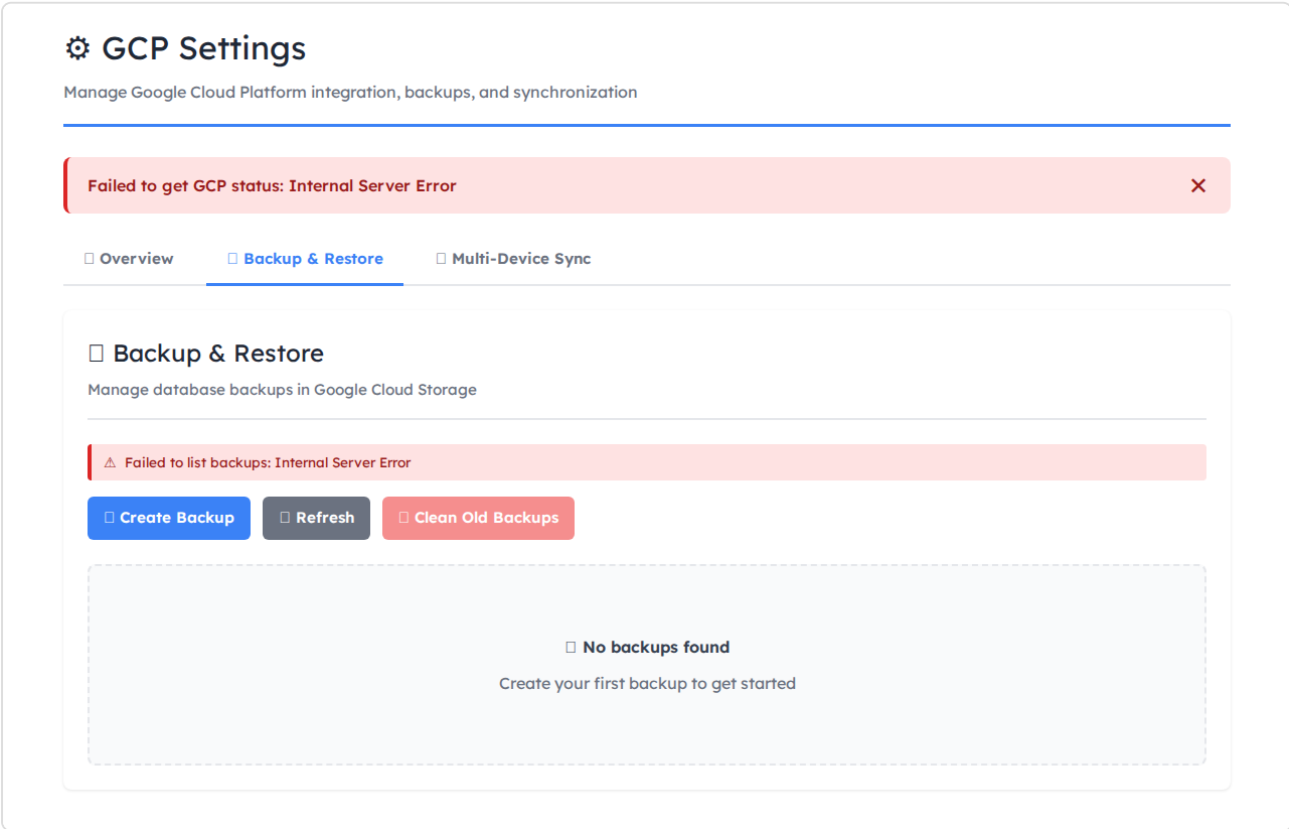 ⚙ GCP Settings
Manage Google Cloud Platform integration, backups, and synchronization
Failed to get GCP status: Internal Server Error ✕
Overview Backup & Restore Multi-Device Sync
Backup & Restore
Manage database backups in Google Cloud Storage
⚠ Failed to list backups: Internal Server Error
Create Backup Refresh Clean Old Backups
No backups found
Create your first backup to get started